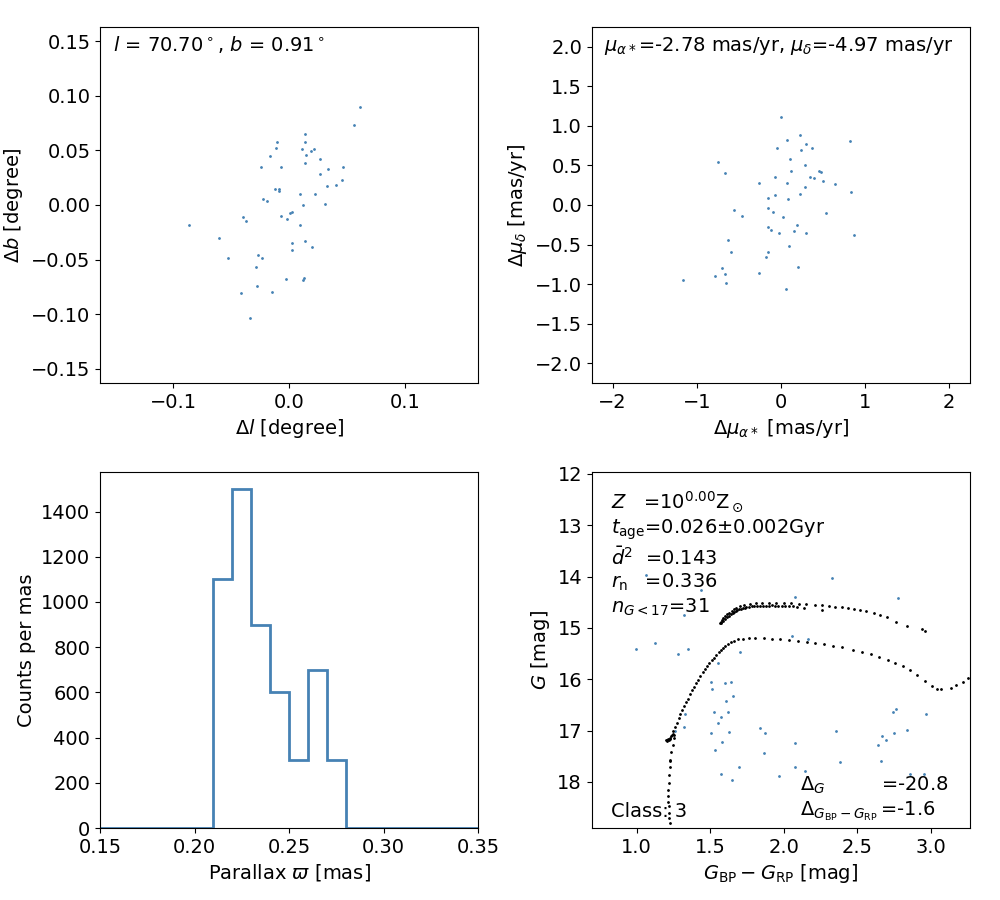 l = 70.70°, b = 0.91°
0.15
0.10
0.05
0.00
−0.05
−0.10
−0.15
Δb [degree]
−0.1
0.0
0.1
Δl [degree]
μα*=-2.78 mas/yr, μδ=-4.97 mas/yr
2.0
1.5
1.0
0.5
0.0
−0.5
−1.0
−1.5
−2.0
Δμδ [mas/yr]
−2
−1
0
1
2
Δμα* [mas/yr]
1400
1200
1000
800
600
400
200
0
Counts per mas
0.15
0.20
0.25
0.30
0.35
Parallax ϖ [mas]
12
13
14
15
16
17
18
G [mag]
Z =10^0.00 Z⊙
t_age=0.026±0.002Gyr
d̄² =0.143
r_n =0.336
n_G<17=31
Δ_G =-20.8
Δ_GBP−GRP =-1.6
Class: 3
1.0
1.5
2.0
2.5
3.0
G_BP − G_RP [mag]